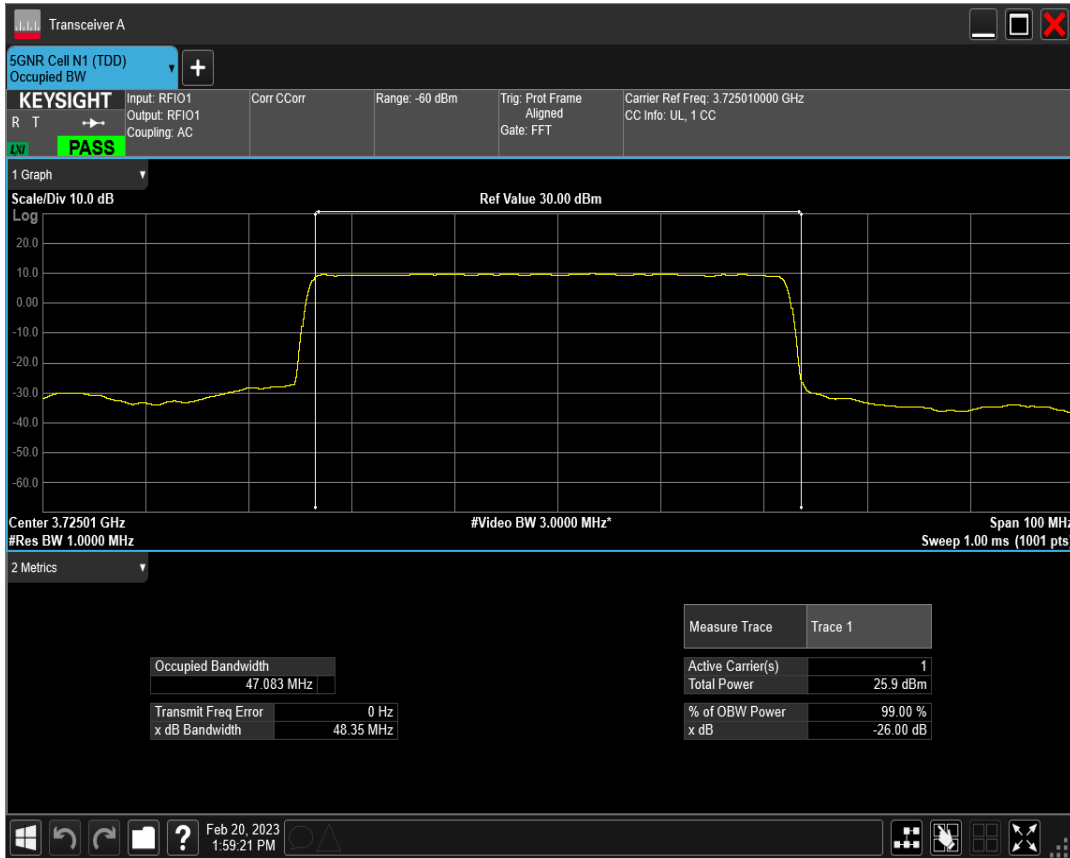 Transceiver A
5GNR Cell N1 (TDD)
Occupied BW
+
KEYSIGHT
R T
LXI
PASS
Input: RFIO1
Output: RFIO1
Coupling: AC
Corr CCorr
Range: -60 dBm
Trig: Prot Frame
Aligned
Gate: FFT
Carrier Ref Freq: 3.725010000 GHz
CC Info: UL, 1 CC
1 Graph
Scale/Div 10.0 dB
Ref Value 30.00 dBm
Log
20.0
10.0
0.00
-10.0
-20.0
-30.0
-40.0
-50.0
-60.0
Center 3.72501 GHz
#Video BW 3.0000 MHz*
Span 100 MHz
#Res BW 1.0000 MHz
Sweep 1.00 ms (1001 pts)
2 Metrics
Measure Trace Trace 1
Occupied Bandwidth
47.083 MHz
Active Carrier(s) 1
Total Power 25.9 dBm
Transmit Freq Error 0 Hz
x dB Bandwidth 48.35 MHz
% of OBW Power 99.00 %
x dB -26.00 dB
?
Feb 20, 2023
1:59:21 PM